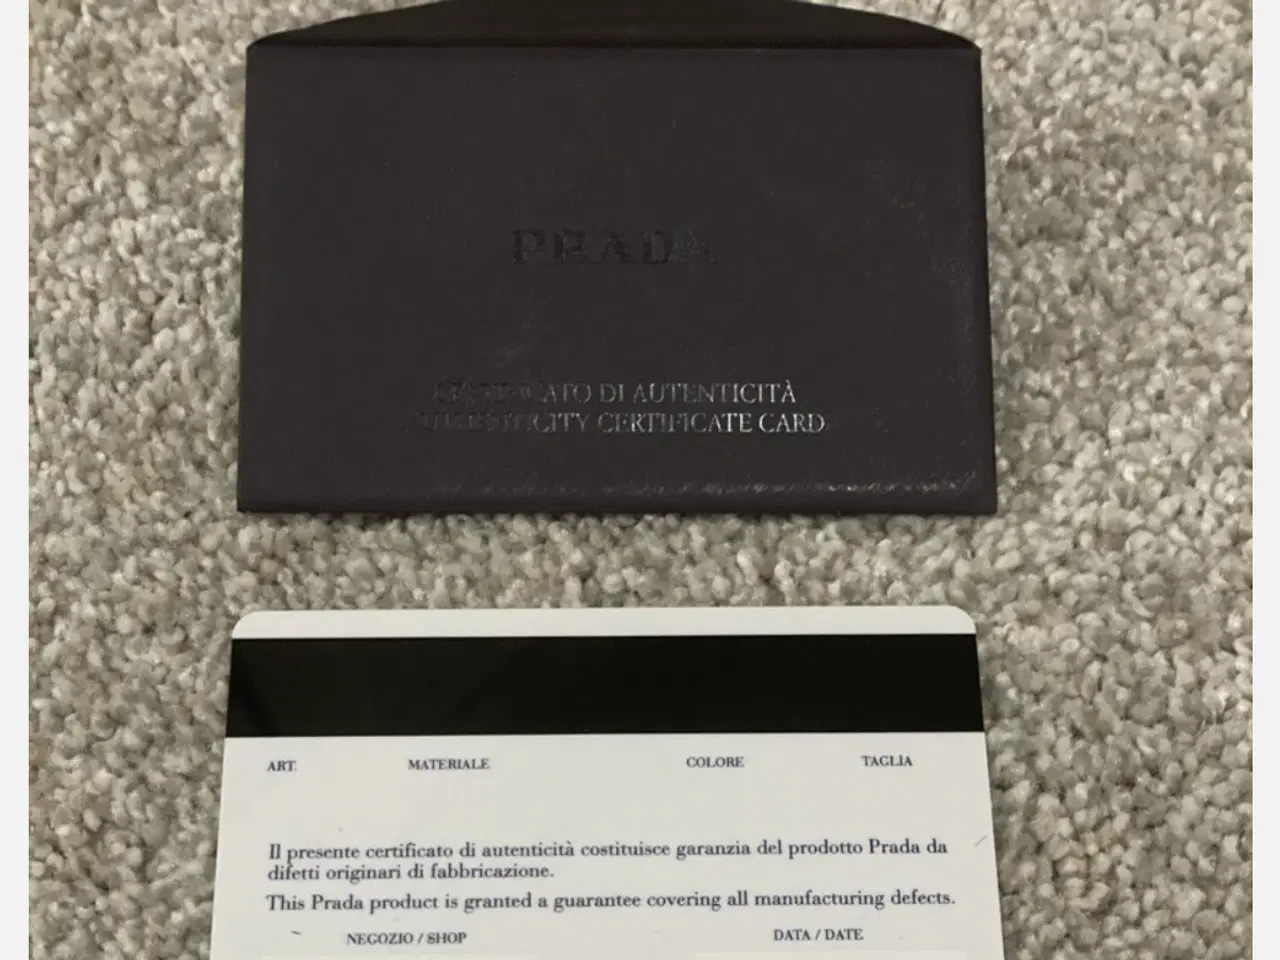 PRADA
CERTIFICATO DI AUTENTICITÀ
AUTHENTICITY CERTIFICATE CARD
ART. MATERIALE COLORE TAGLIA
Il presente certificato di autenticità costituisce garanzia del prodotto Prada da
difetti originari di fabbricazione.
This Prada product is granted a guarantee covering all manufacturing defects.
NEGOZIO / SHOP DATA / DATE